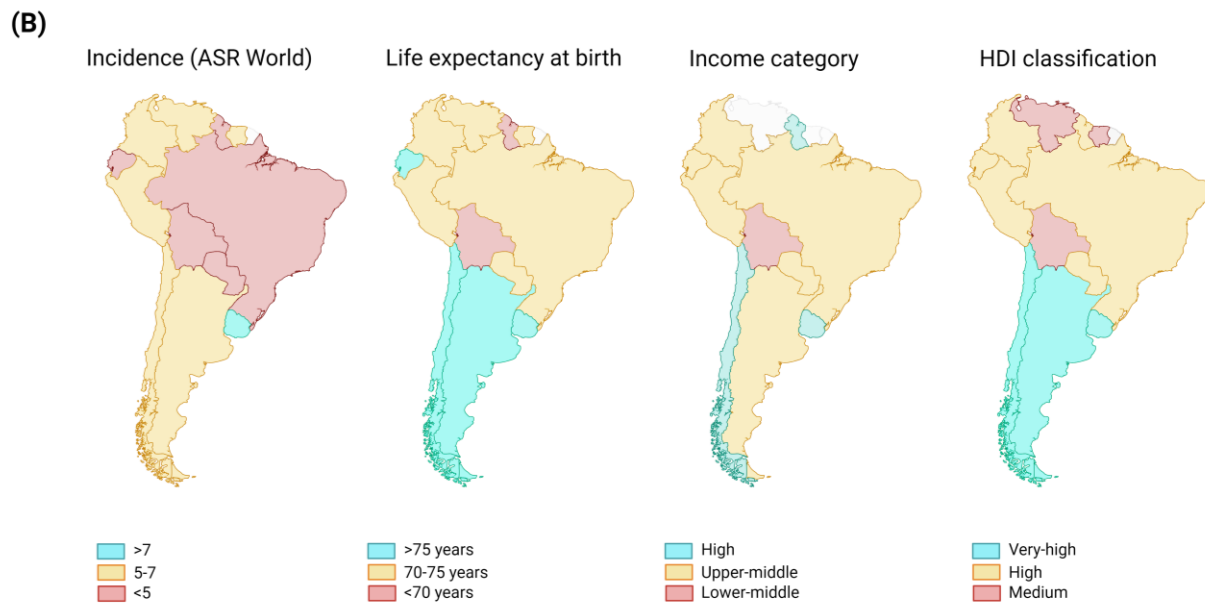 (B)
Incidence (ASR World)
Life expectancy at birth
Income category
HDI classification
>7
5-7
<5
>75 years
70-75 years
<70 years
High
Upper-middle
Lower-middle
Very-high
High
Medium